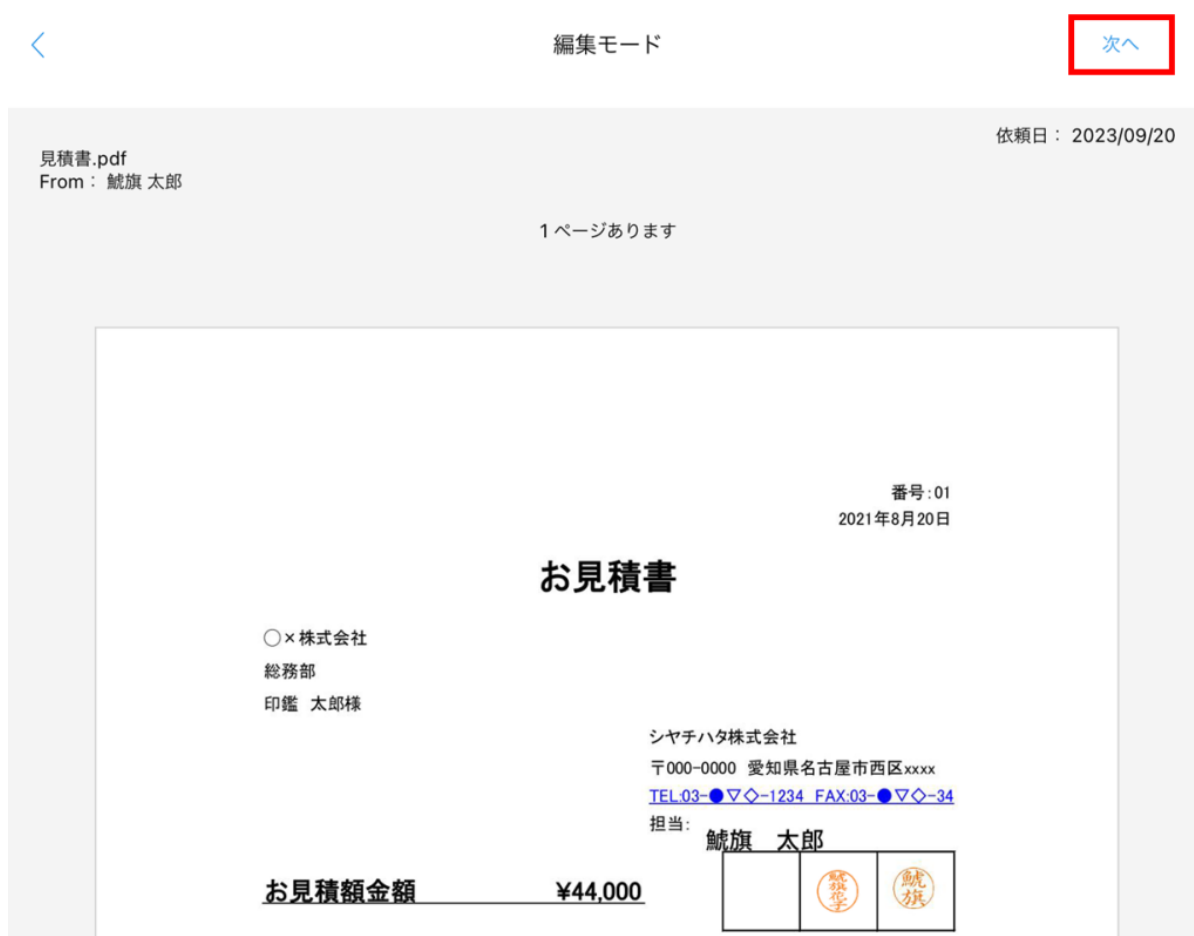 編集モード
次へ
依頼日： 2023/09/20
見積書.pdf
From： 鯱旗 太郎
1 ページあります
番号:01
2021年8月20日
お見積書
〇×株式会社
総務部
印鑑 太郎様
シヤチハタ株式会社
〒000-0000 愛知県名古屋市西区xxxx
TEL:03-●▽◇-1234 FAX:03-●▽◇-34
担当:
鯱旗 太郎
お見積額金額 ¥44,000
鯱旗花子
鯱旗